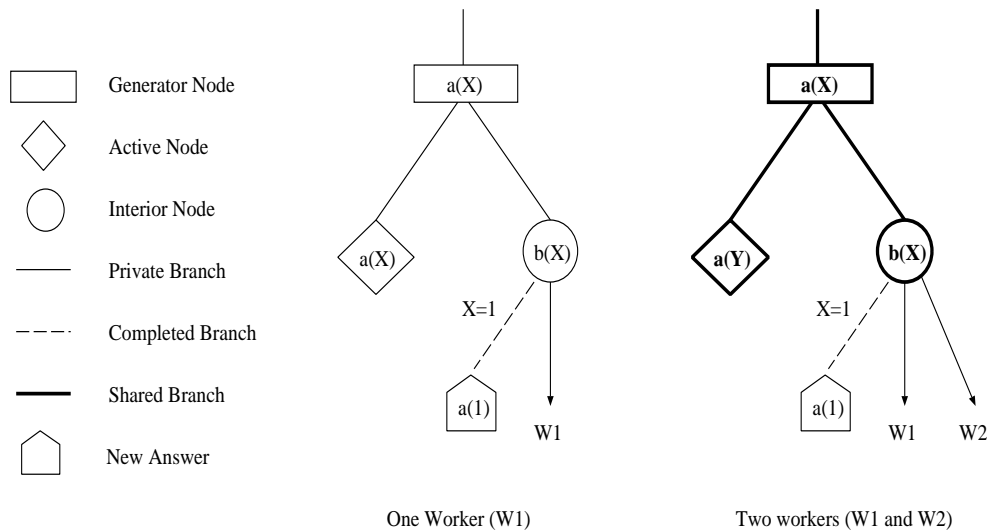 Generator Node
Active Node
Interior Node
Private Branch
Completed Branch
Shared Branch
New Answer
a(X)
a(X)
b(X)
X=1
a(1)
W1
One Worker (W1)
a(X)
a(Y)
b(X)
X=1
a(1)
W1
W2
Two workers (W1 and W2)